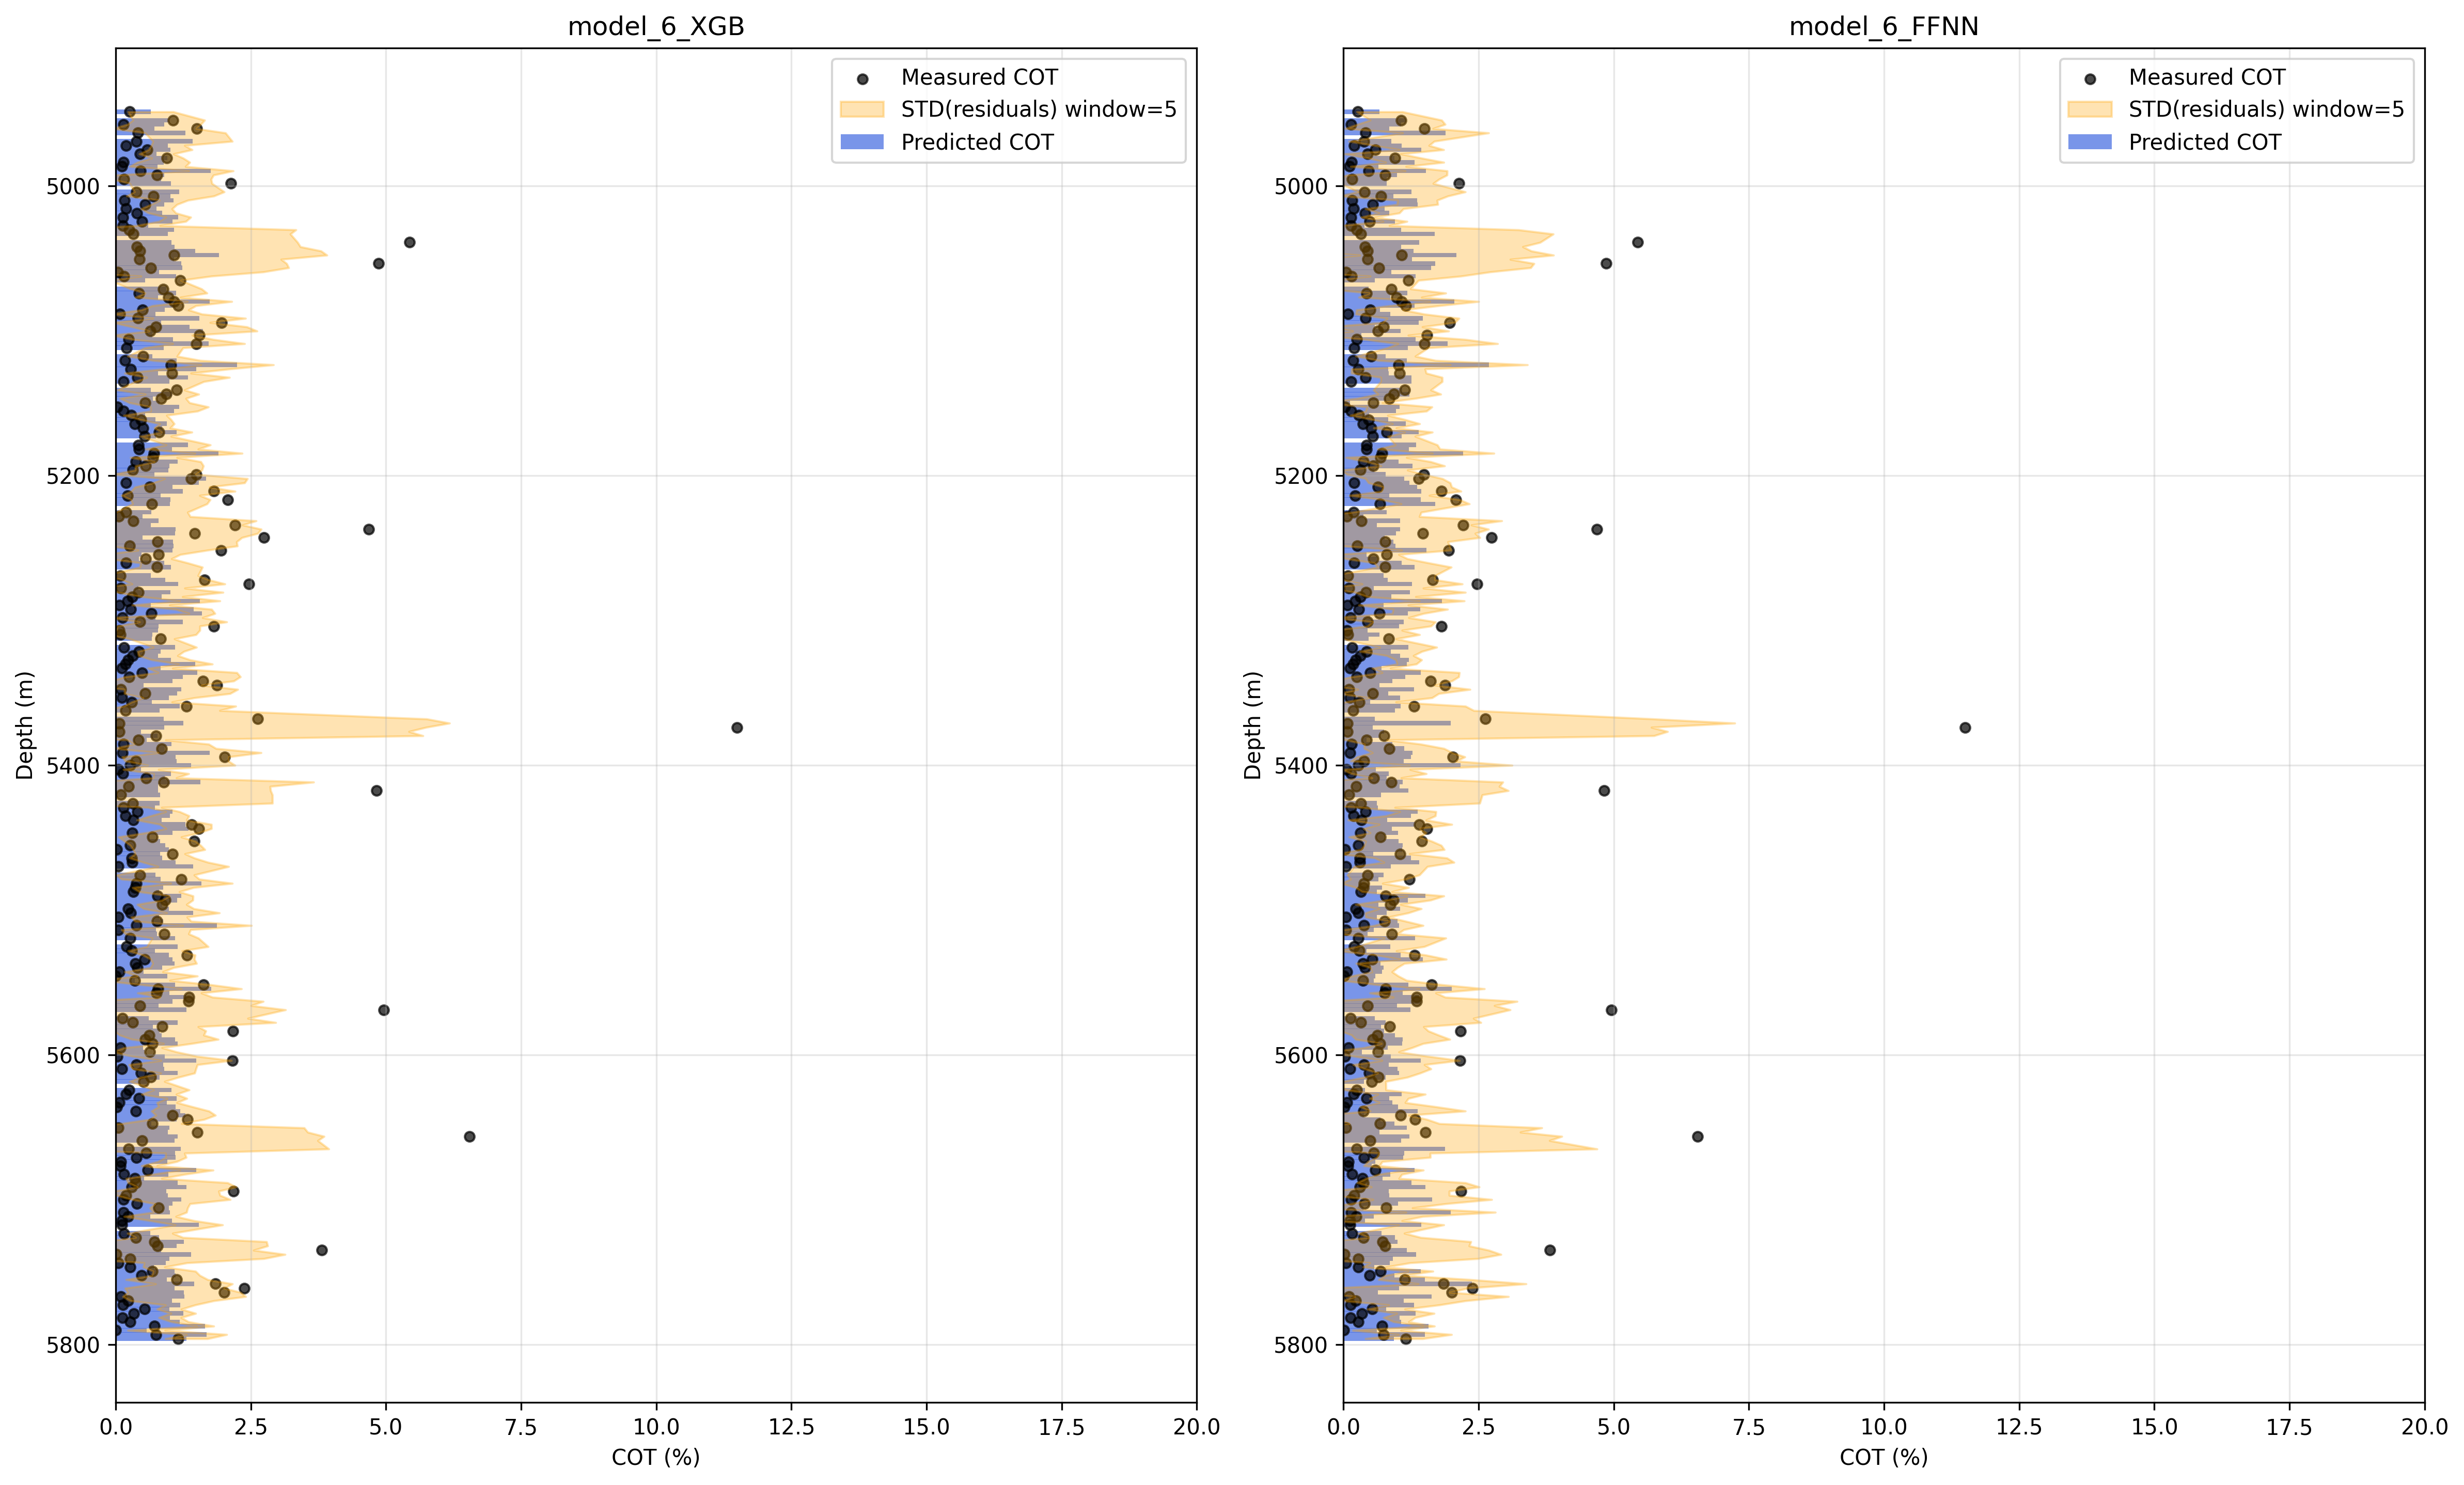 model_6_XGB
Measured COT
STD(residuals) window=5
Predicted COT
Depth (m)
5000
5200
5400
5600
5800
0.0 2.5 5.0 7.5 10.0 12.5 15.0 17.5 20.0
COT (%)
model_6_FFNN
Measured COT
STD(residuals) window=5
Predicted COT
Depth (m)
5000
5200
5400
5600
5800
0.0 2.5 5.0 7.5 10.0 12.5 15.0 17.5 20.0
COT (%)